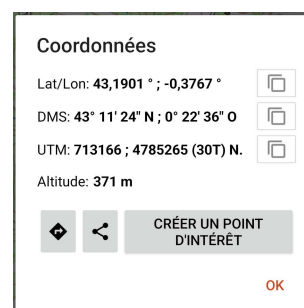 Coordonnées
Lat/Lon: 43,1901 ° ; -0,3767 °
DMS: 43° 11' 24" N ; 0° 22' 36" O
UTM: 713166 ; 4785265 (30T) N.
Altitude: 371 m
CRÉER UN POINT
D'INTÉRÊT
OK